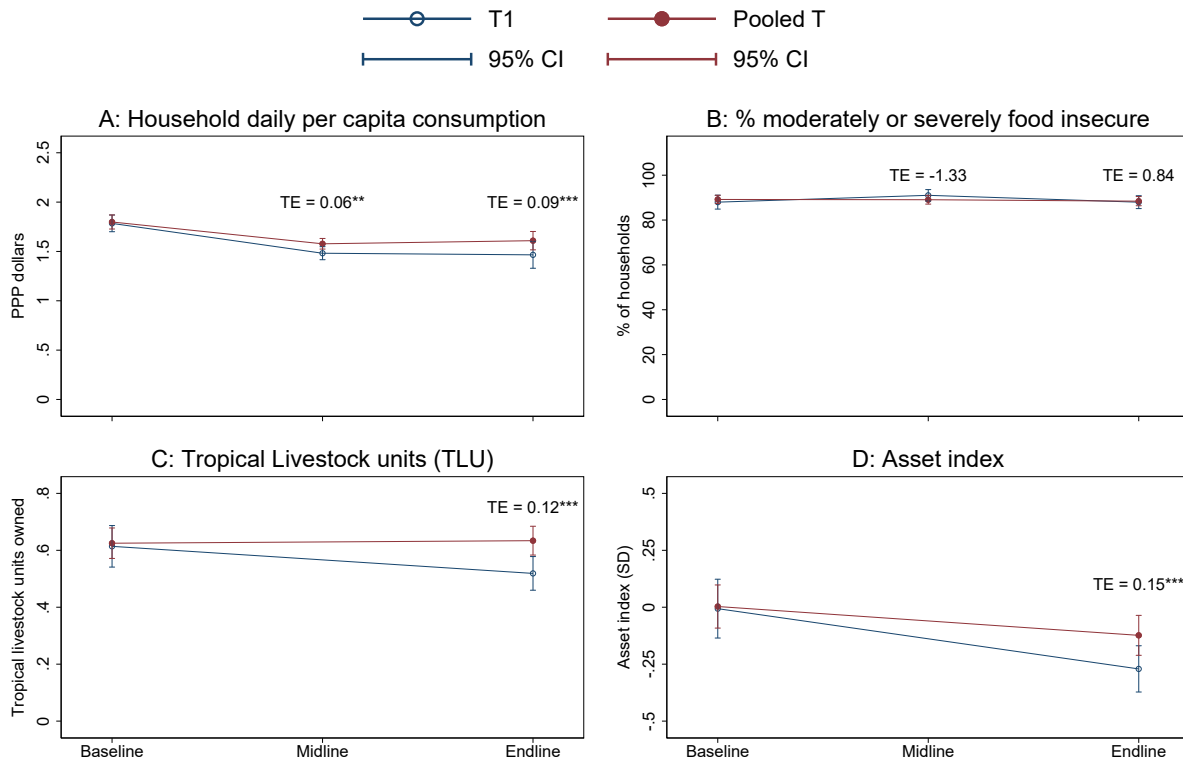 T1 Pooled T
95% CI 95% CI
A: Household daily per capita consumption
PPP dollars
2.5
2
1.5
1
.5
0
TE = 0.06** TE = 0.09***
B: % moderately or severely food insecure
% of households
100
80
60
40
20
0
TE = -1.33 TE = 0.84
C: Tropical Livestock units (TLU)
Tropical livestock units owned
.8
.6
.4
.2
0
TE = 0.12***
Baseline Midline Endline
D: Asset index
Asset index (SD)
.5
.25
0
-.25
-.5
TE = 0.15***
Baseline Midline Endline